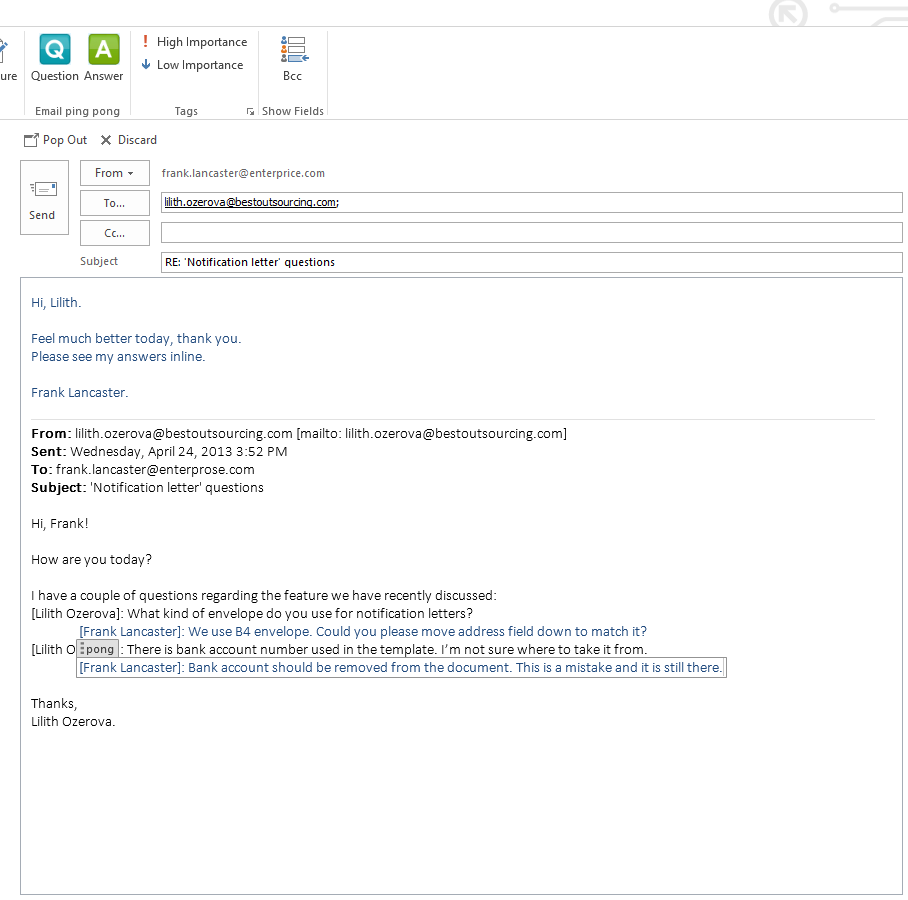 ure
Q
Question
A
Answer
Email ping pong
! High Importance
Low Importance
Tags
Bcc
Show Fields
Pop Out
Discard
Send
From
frank.lancaster@enterprice.com
To...
lilith.ozerova@bestoutsourcing.com;
Cc...
Subject
RE: 'Notification letter' questions
Hi, Lilith.
Feel much better today, thank you.
Please see my answers inline.
Frank Lancaster.
From: lilith.ozerova@bestoutsourcing.com [mailto: lilith.ozerova@bestoutsourcing.com]
Sent: Wednesday, April 24, 2013 3:52 PM
To: frank.lancaster@enterprose.com
Subject: 'Notification letter' questions
Hi, Frank!
How are you today?
I have a couple of questions regarding the feature we have recently discussed:
[Lilith Ozerova]: What kind of envelope do you use for notification letters?
[Frank Lancaster]: We use B4 envelope. Could you please move address field down to match it?
[Lilith O pong : There is bank account number used in the template. I'm not sure where to take it from.
[Frank Lancaster]: Bank account should be removed from the document. This is a mistake and it is still there.
Thanks,
Lilith Ozerova.